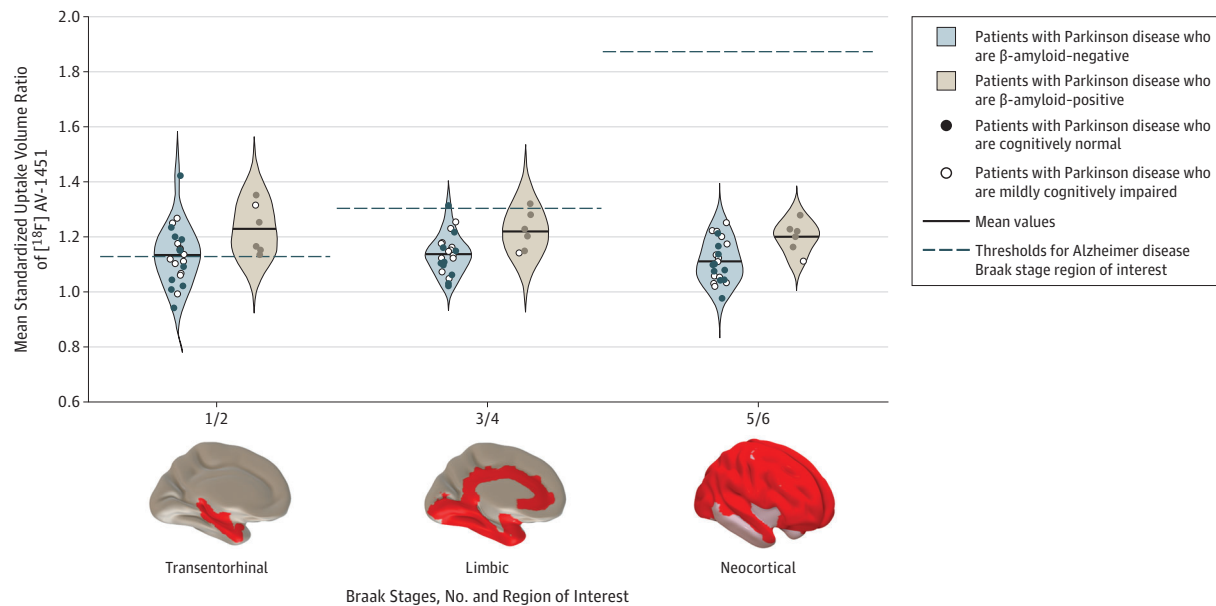 Mean Standardized Uptake Volume Ratio
of [¹⁸F] AV-1451
2.0
1.8
1.6
1.4
1.2
1.0
0.8
0.6
1/2
3/4
5/6
Transentorhinal
Limbic
Neocortical
Braak Stages, No. and Region of Interest
Patients with Parkinson disease who
are β-amyloid–negative
Patients with Parkinson disease who
are β-amyloid–positive
Patients with Parkinson disease who
are cognitively normal
Patients with Parkinson disease who
are mildly cognitively impaired
Mean values
Thresholds for Alzheimer disease
Braak stage region of interest